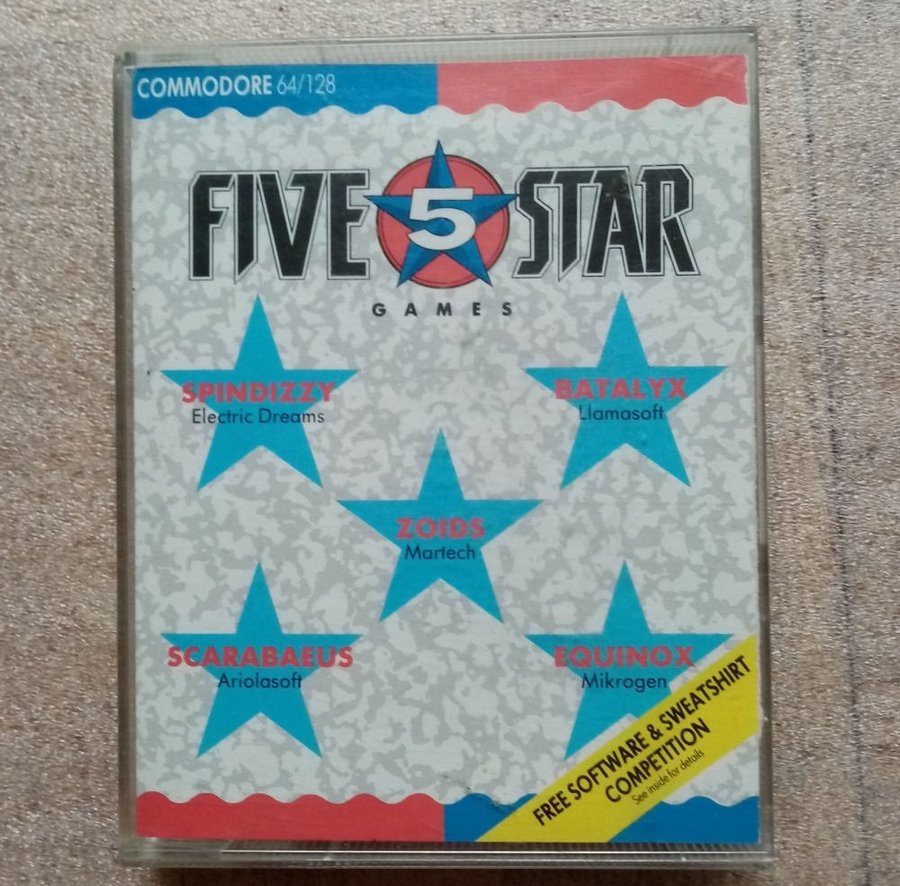 COMMODORE 64/128
FIVE 5 STAR
GAMES
SPINDIZZY
Electric Dreams
BATALYX
Llamasoft
ZOIDS
Martech
SCARABAEUS
Ariolasoft
EQUINOX
Mikrogen
FREE SOFTWARE & SWEATSHIRT
COMPETITION
See inside for details